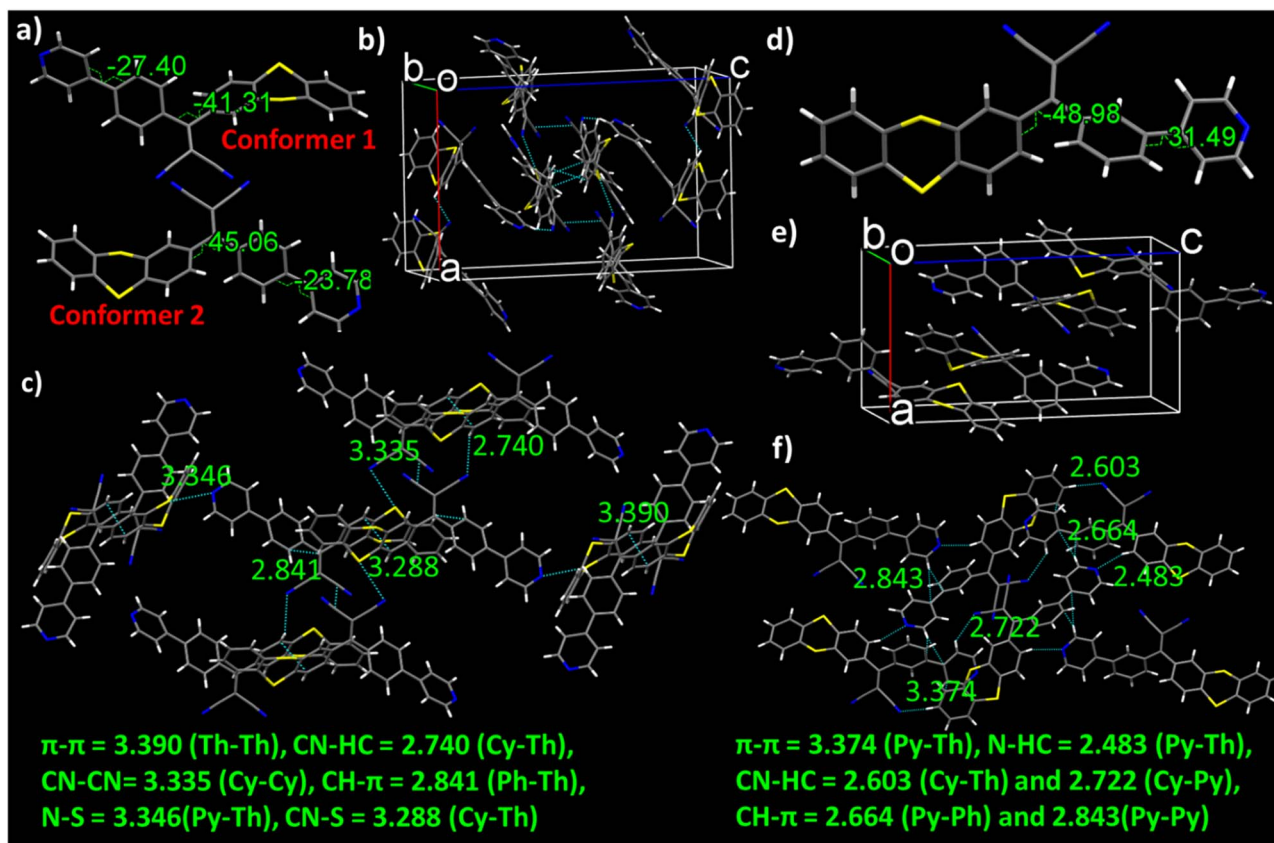 a)
-27.40
-41.31
Conformer 1
45.06
-23.78
Conformer 2
b)
b
o
c
a
c)
3.335
2.740
3.346
3.390
2.841
3.288
π-π = 3.390 (Th-Th), CN-HC = 2.740 (Cy-Th),
CN-CN= 3.335 (Cy-Cy), CH-π = 2.841 (Ph-Th),
N-S = 3.346(Py-Th), CN-S = 3.288 (Cy-Th)
d)
-48.98
-31.49
e)
b
o
c
a
f)
2.603
2.664
2.843
2.483
2.722
3.374
π-π = 3.374 (Py-Th), N-HC = 2.483 (Py-Th),
CN-HC = 2.603 (Cy-Th) and 2.722 (Cy-Py),
CH-π = 2.664 (Py-Ph) and 2.843(Py-Py)